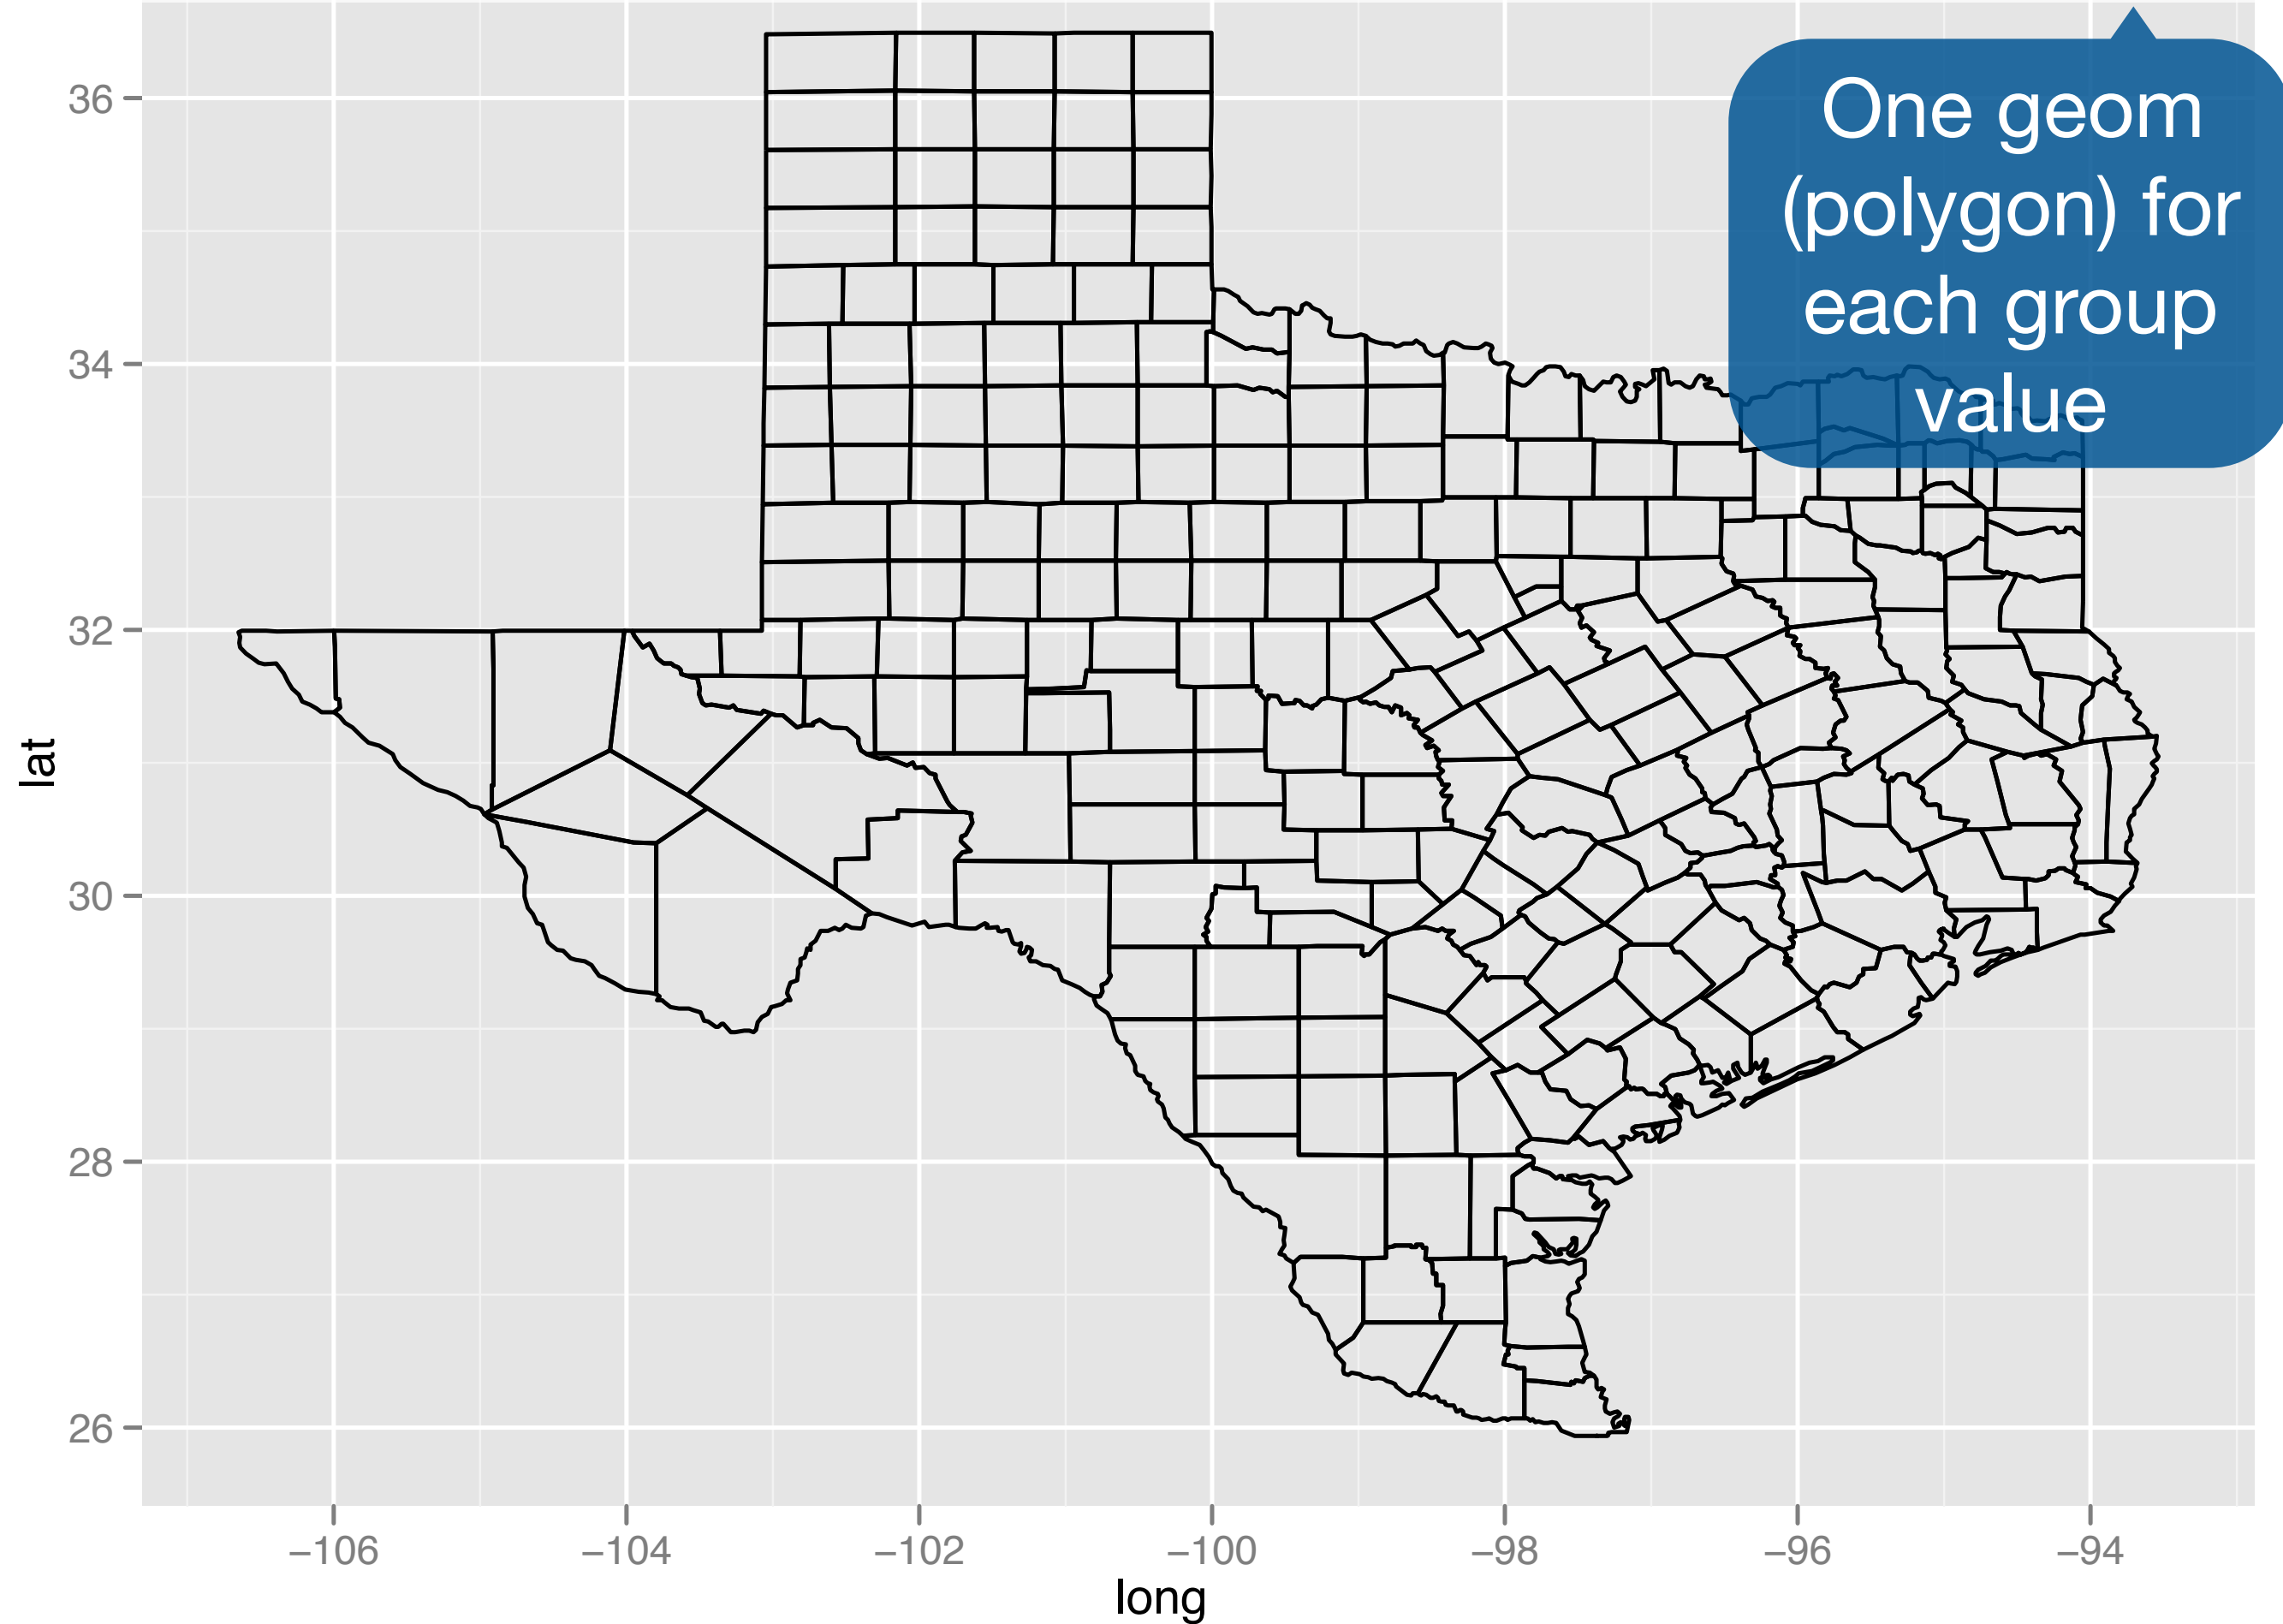 One geom
(polygon) for
each group
value
36
34
32
30
28
26
lat
−106
−104
−102
−100
−98
−96
−94
long